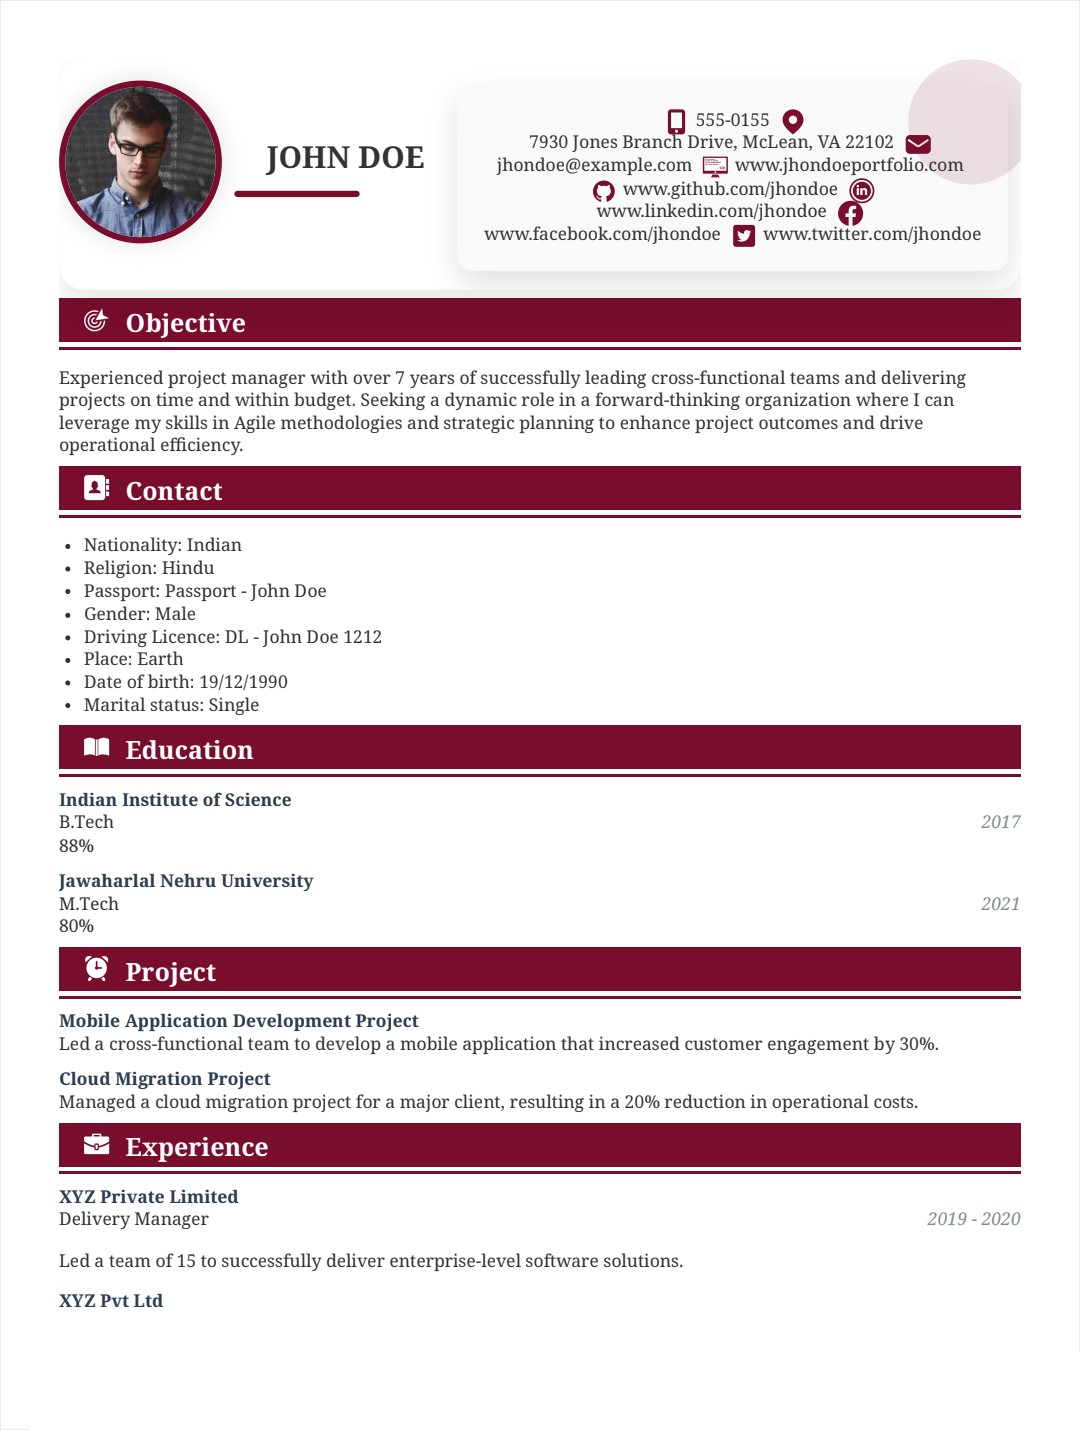 JOHN DOE
555-0155
7930 Jones Branch Drive, McLean, VA 22102
jhondoe@example.com www.jhondoeportfolio.com
www.github.com/jhondoe
www.linkedin.com/jhondoe
www.facebook.com/jhondoe www.twitter.com/jhondoe
Objective
Experienced project manager with over 7 years of successfully leading cross-functional teams and delivering
projects on time and within budget. Seeking a dynamic role in a forward-thinking organization where I can
leverage my skills in Agile methodologies and strategic planning to enhance project outcomes and drive
operational efficiency.
Contact
• Nationality: Indian
• Religion: Hindu
• Passport: Passport - John Doe
• Gender: Male
• Driving Licence: DL - John Doe 1212
• Place: Earth
• Date of birth: 19/12/1990
• Marital status: Single
Education
Indian Institute of Science
B.Tech 2017
88%
Jawaharlal Nehru University
M.Tech 2021
80%
Project
Mobile Application Development Project
Led a cross-functional team to develop a mobile application that increased customer engagement by 30%.
Cloud Migration Project
Managed a cloud migration project for a major client, resulting in a 20% reduction in operational costs.
Experience
XYZ Private Limited
Delivery Manager 2019 - 2020
Led a team of 15 to successfully deliver enterprise-level software solutions.
XYZ Pvt Ltd